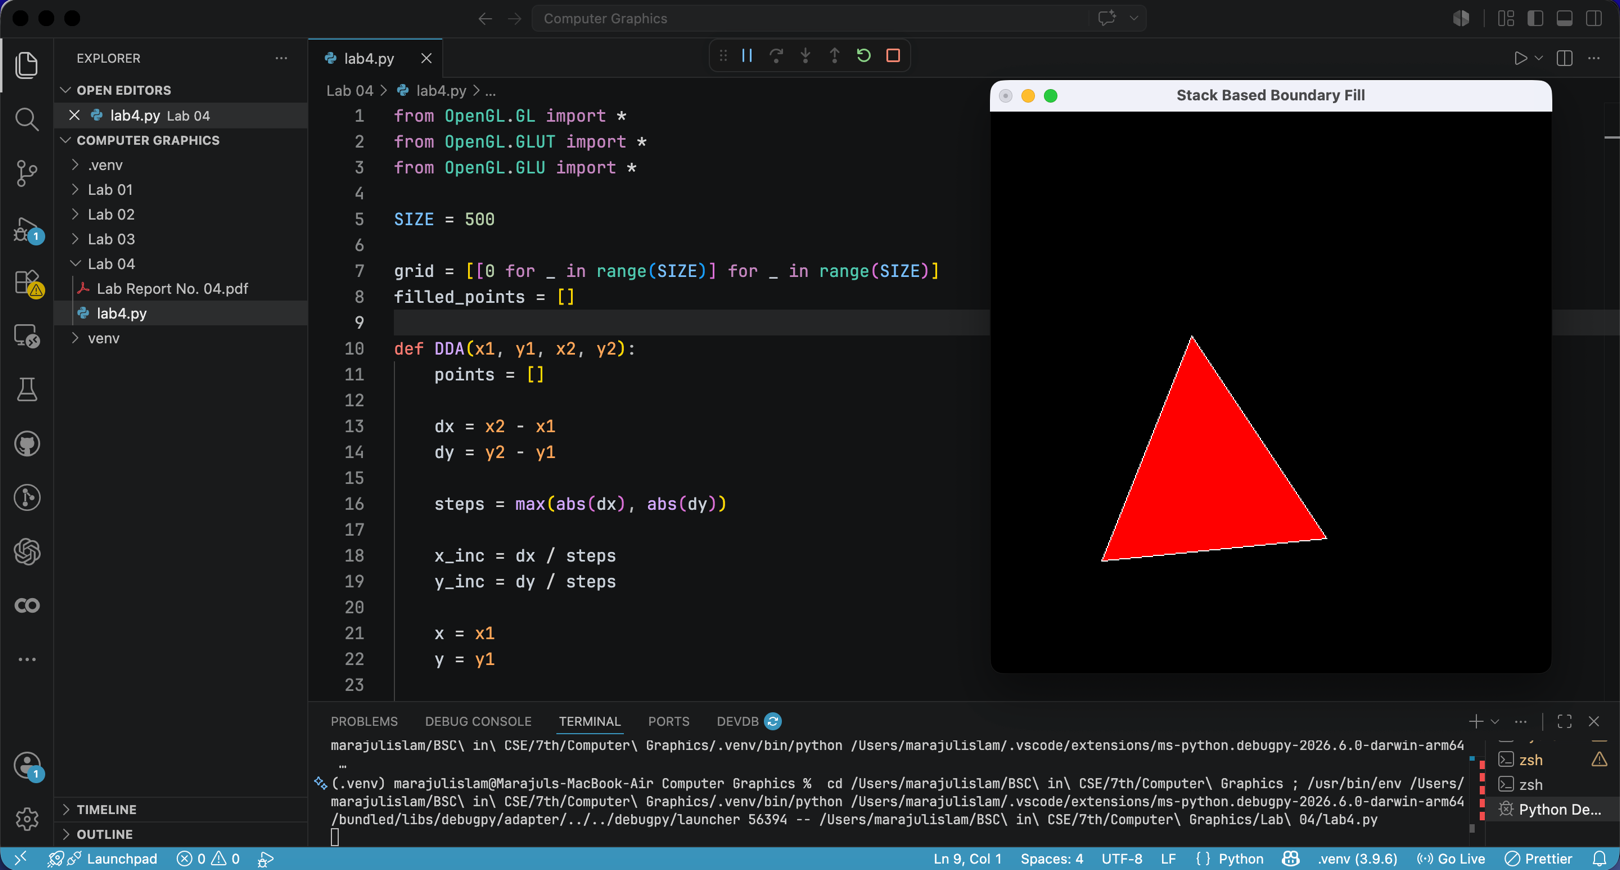 Computer Graphics
EXPLORER
OPEN EDITORS
lab4.py Lab 04
COMPUTER GRAPHICS
.venv
Lab 01
Lab 02
Lab 03
Lab 04
Lab Report No. 04.pdf
lab4.py
venv
TIMELINE
OUTLINE
1
1
lab4.py
Lab 04 > lab4.py > ...
1 from OpenGL.GL import *
2 from OpenGL.GLUT import *
3 from OpenGL.GLU import *
4
5 SIZE = 500
6
7 grid = [[0 for _ in range(SIZE)] for _ in range(SIZE)]
8 filled_points = []
9
10 def DDA(x1, y1, x2, y2):
11 points = []
12
13 dx = x2 - x1
14 dy = y2 - y1
15
16 steps = max(abs(dx), abs(dy))
17
18 x_inc = dx / steps
19 y_inc = dy / steps
20
21 x = x1
22 y = y1
23
Stack Based Boundary Fill
PROBLEMS DEBUG CONSOLE TERMINAL PORTS DEVDB
marajulislam/BSC\ in\ CSE/7th/Computer\ Graphics/.venv/bin/python /Users/marajulislam/.vscode/extensions/ms-python.debugpy-2026.6.0-darwin-arm64
…
(.venv) marajulislam@Marajuls-MacBook-Air Computer Graphics % cd /Users/marajulislam/BSC\ in\ CSE/7th/Computer\ Graphics ; /usr/bin/env /Users/
marajulislam/BSC\ in\ CSE/7th/Computer\ Graphics/.venv/bin/python /Users/marajulislam/.vscode/extensions/ms-python.debugpy-2026.6.0-darwin-arm64
/bundled/libs/debugpy/adapter/../../debugpy/launcher 56394 -- /Users/marajulislam/BSC\ in\ CSE/7th/Computer\ Graphics/Lab\ 04/lab4.py
zsh
zsh
Python De...
Launchpad 0 0 Ln 9, Col 1 Spaces: 4 UTF-8 LF { } Python .venv (3.9.6) Go Live Prettier